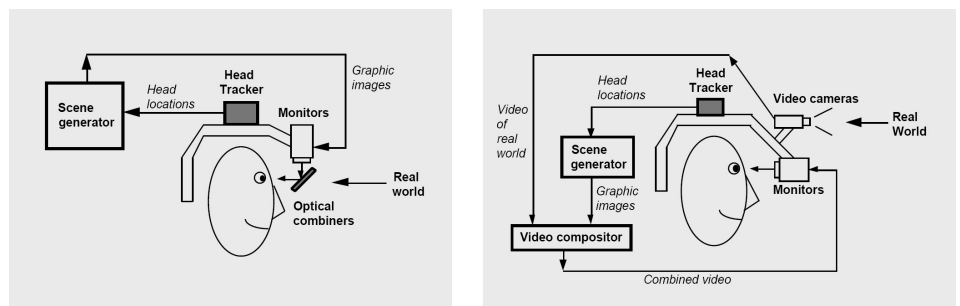 Head
Tracker
Graphic
images
Head
locations
Scene
generator
Monitors
Real
world
Optical
combiners
Head
Tracker
Head
locations
Video cameras
Video
of
real
world
Real
World
Scene
generator
Monitors
Graphic
images
Video compositor
Combined video